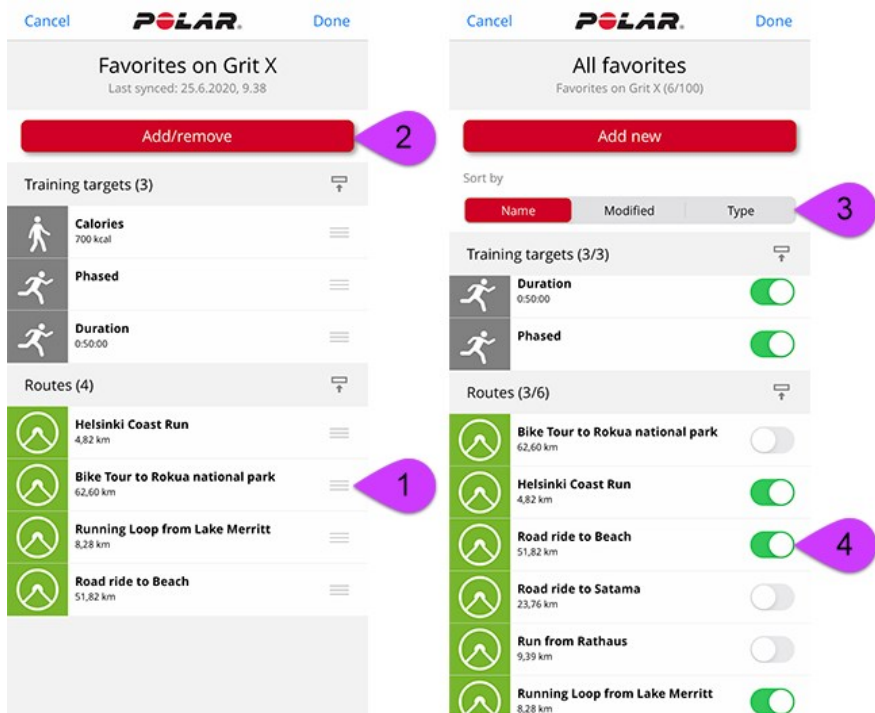 Cancel
POLAR.
Done
Favorites on Grit X
Last synced: 25.6.2020, 9.38
Add/remove
2
Training targets (3)
Calories
700 kcal
Phased
Duration
0:50:00
Routes (4)
Helsinki Coast Run
4,82 km
Bike Tour to Rokua national park
62,60 km
1
Running Loop from Lake Merritt
8,28 km
Road ride to Beach
51,82 km
Cancel
POLAR.
Done
All favorites
Favorites on Grit X (6/100)
Add new
Sort by
Name Modified Type
3
Training targets (3/3)
Duration
0:50:00
Phased
Routes (3/6)
Bike Tour to Rokua national park
62,60 km
Helsinki Coast Run
4,82 km
Road ride to Beach
51,82 km
4
Road ride to Satama
23,76 km
Run from Rathaus
9,39 km
Running Loop from Lake Merritt
8,28 km